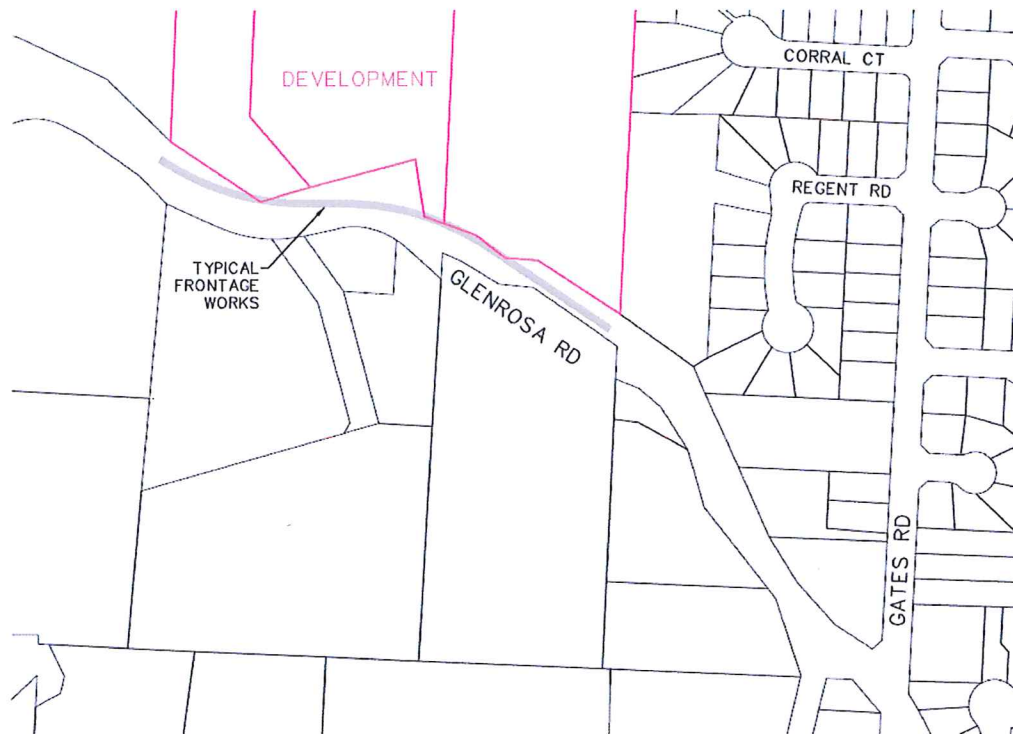 CORRAL CT
DEVELOPMENT
REGENT RD
TYPICAL
FRONTAGE
WORKS
GLENROSA RD
GATES RD